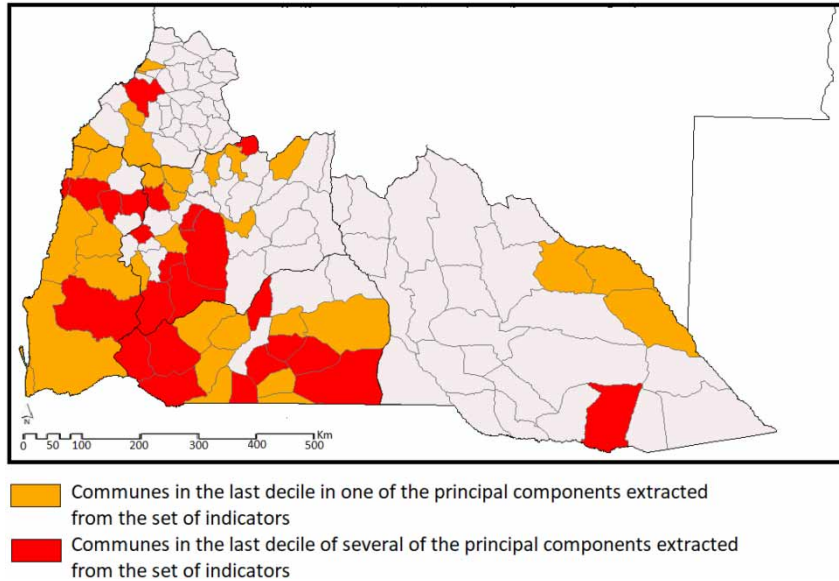 N
Km
0 50 100 200 300 400 500
Communes in the last decile in one of the principal components extracted
from the set of indicators
Communes in the last decile of several of the principal components extracted
from the set of indicators